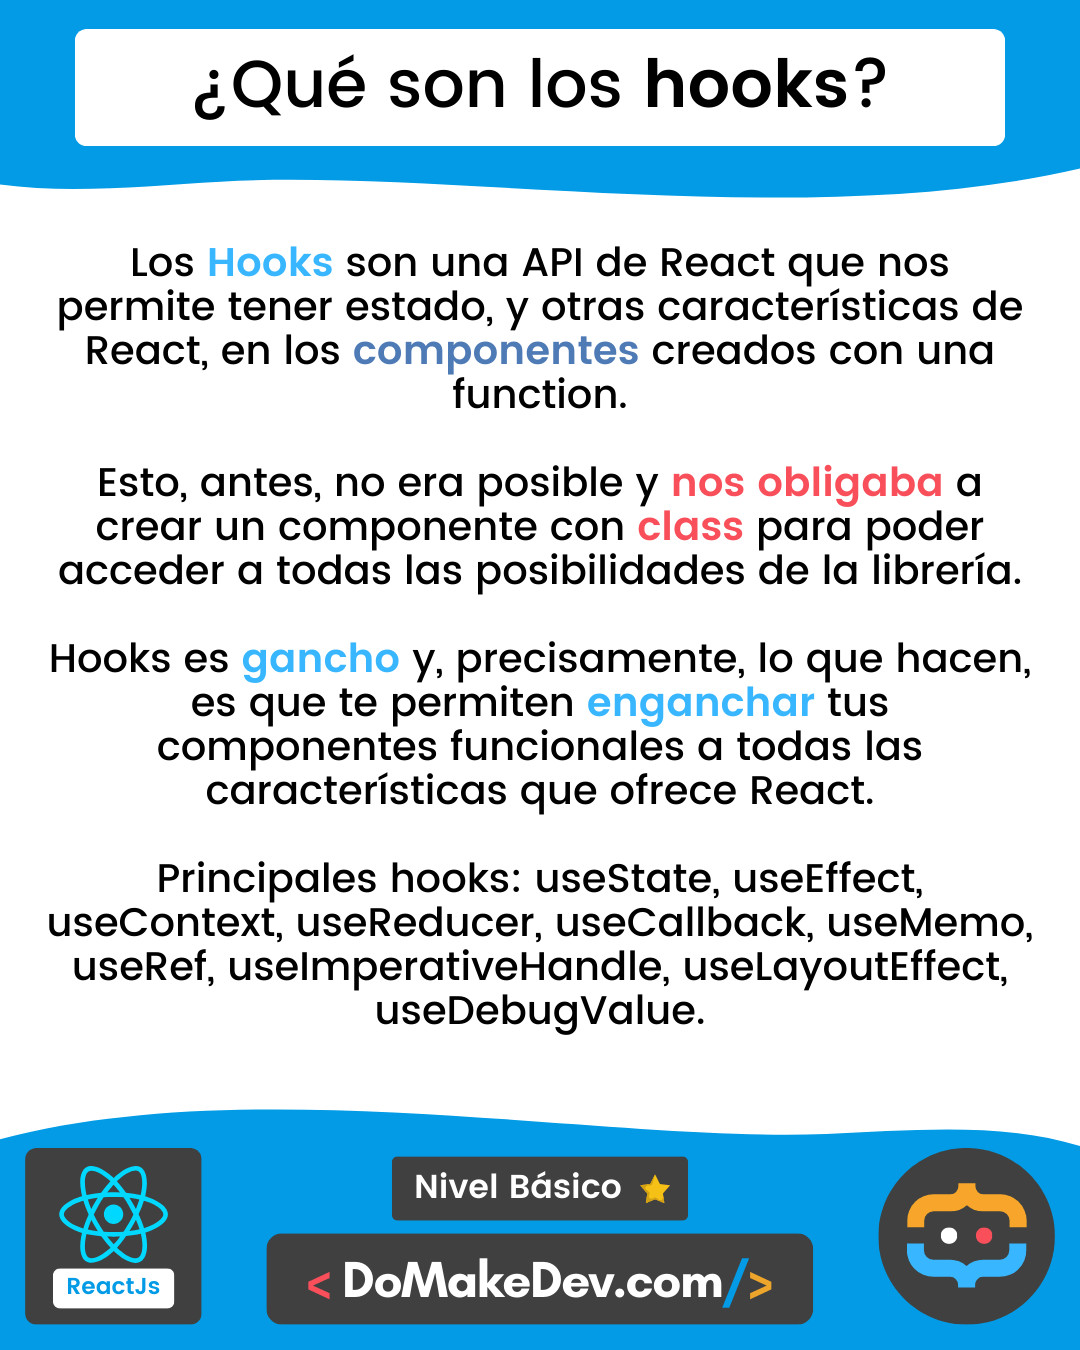 ¿Qué son los hooks?
Los Hooks son una API de React que nos
permite tener estado, y otras características de
React, en los componentes creados con una
function.
Esto, antes, no era posible y nos obligaba a
crear un componente con class para poder
acceder a todas las posibilidades de la librería.
Hooks es gancho y, precisamente, lo que hacen,
es que te permiten enganchar tus
componentes funcionales a todas las
características que ofrece React.
Principales hooks: useState, useEffect,
useContext, useReducer, useCallback, useMemo,
useRef, useImperativeHandle, useLayoutEffect,
useDebugValue.
Nivel Básico
ReactJs
< DoMakeDev.com/>